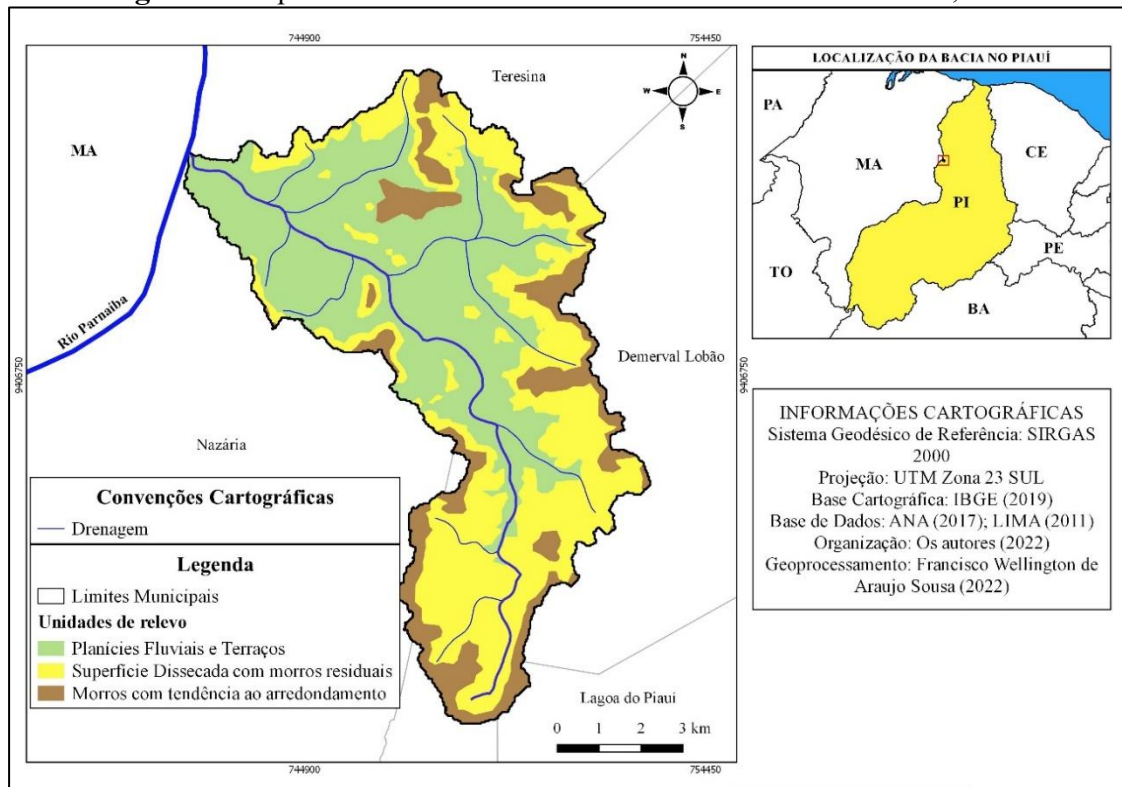 744900
754450
Teresina
N
W
E
S
MA
Rio Parnaíba
9406750
9406750
Demerval Lobão
Nazária
Convenções Cartográficas
Drenagem
Legenda
Limites Municipais
Unidades de relevo
Planícies Fluviais e Terraços
Superfície Dissecada com morros residuais
Morros com tendência ao arredondamento
Lagoa do Piauí
0 1 2 3 km
744900
754450
LOCALIZAÇÃO DA BACIA NO PIAUÍ
PA
MA
CE
PI
PE
TO
BA
INFORMAÇÕES CARTOGRÁFICAS
Sistema Geodésico de Referência: SIRGAS
2000
Projeção: UTM Zona 23 SUL
Base Cartográfica: IBGE (2019)
Base de Dados: ANA (2017); LIMA (2011)
Organização: Os autores (2022)
Geoprocessamento: Francisco Wellington de
Araujo Sousa (2022)